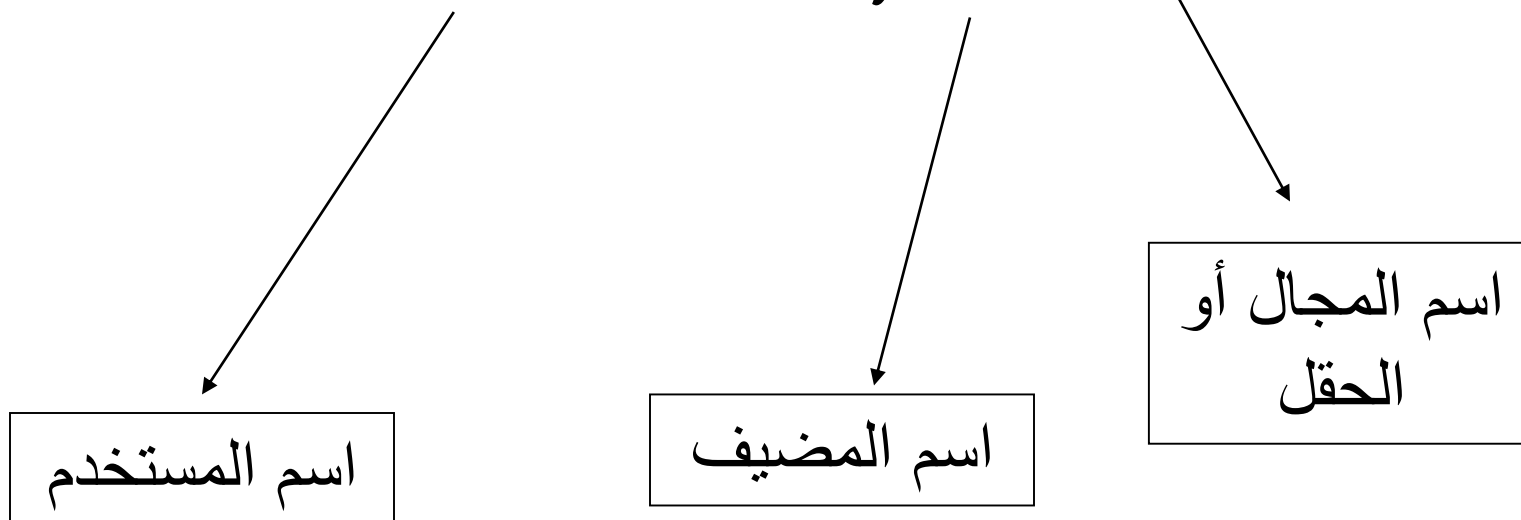 اسم المجال أو
الحقل
اسم المضيف
اسم المستخدم